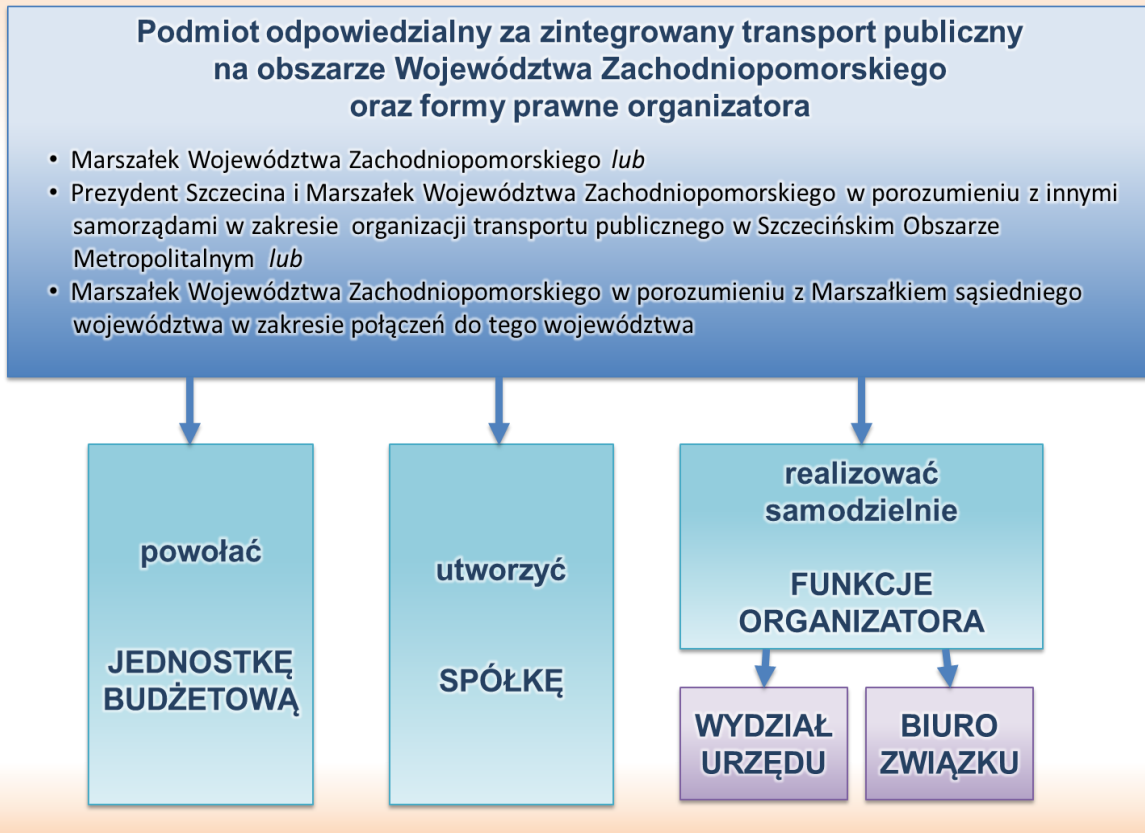 Podmiot odpowiedzialny za zintegrowany transport publiczny
na obszarze Województwa Zachodniopomorskiego
oraz formy prawne organizatora
• Marszałek Województwa Zachodniopomorskiego lub
• Prezydent Szczecina i Marszałek Województwa Zachodniopomorskiego w porozumieniu z innymi
samorządami w zakresie organizacji transportu publicznego w Szczecińskim Obszarze
Metropolitalnym lub
• Marszałek Województwa Zachodniopomorskiego w porozumieniu z Marszałkiem sąsiedniego
województwa w zakresie połączeń do tego województwa
powołać
JEDNOSTKĘ
BUDŻETOWĄ
utworzyć
SPÓŁKĘ
realizować
samodzielnie
FUNKCJE
ORGANIZATORA
WYDZIAŁ
URZĘDU
BIURO
ZWIĄZKU